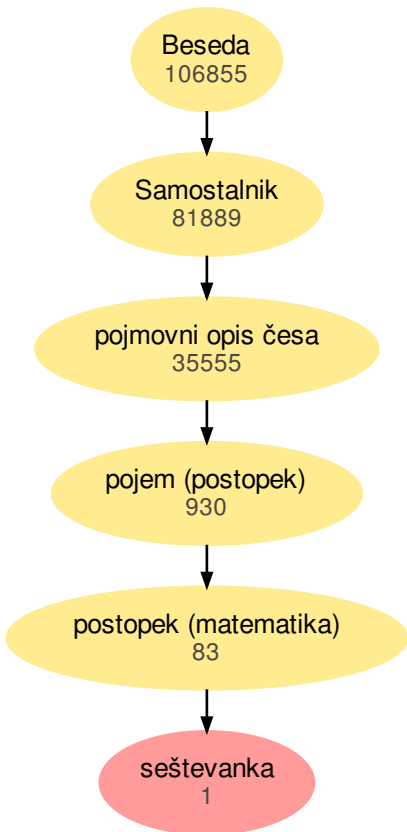 Beseda
106855
Samostalnik
81889
pojmovni opis česa
35555
pojem (postopek)
930
postopek (matematika)
83
seštevanka
1